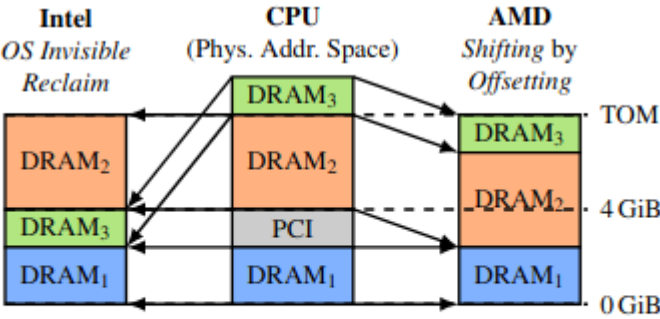 Intel
OS Invisible
Reclaim
CPU
(Phys. Addr. Space)
AMD
Shifting by
Offsetting
DRAM₃
TOM
DRAM₃
DRAM₂
DRAM₂
DRAM₂
4 GiB
DRAM₃
PCI
DRAM₁
DRAM₁
DRAM₁
0 GiB